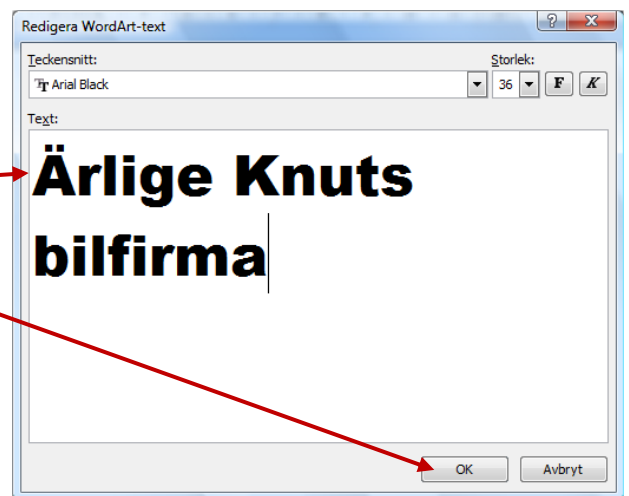 Redigera WordArt-text
Teckensnitt: Storlek:
Arial Black 36 F K
Text:
Ärlige Knuts
bilfirma
OK Avbryt